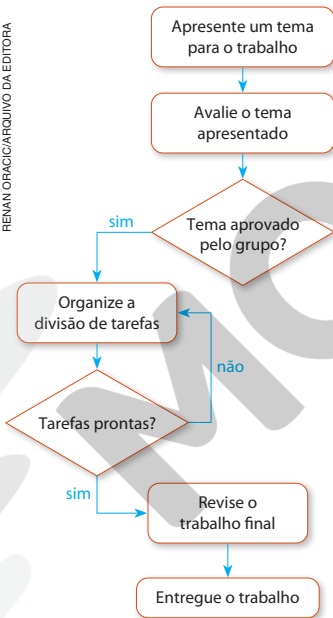 RENAN ORACIC/ARQUIVO DA EDITORA
Apresente um tema
para o trabalho
Avalie o tema
apresentado
Tema aprovado
pelo grupo?
sim
Organize a
divisão de tarefas
não
Tarefas prontas?
sim
Revise o
trabalho final
Entregue o trabalho